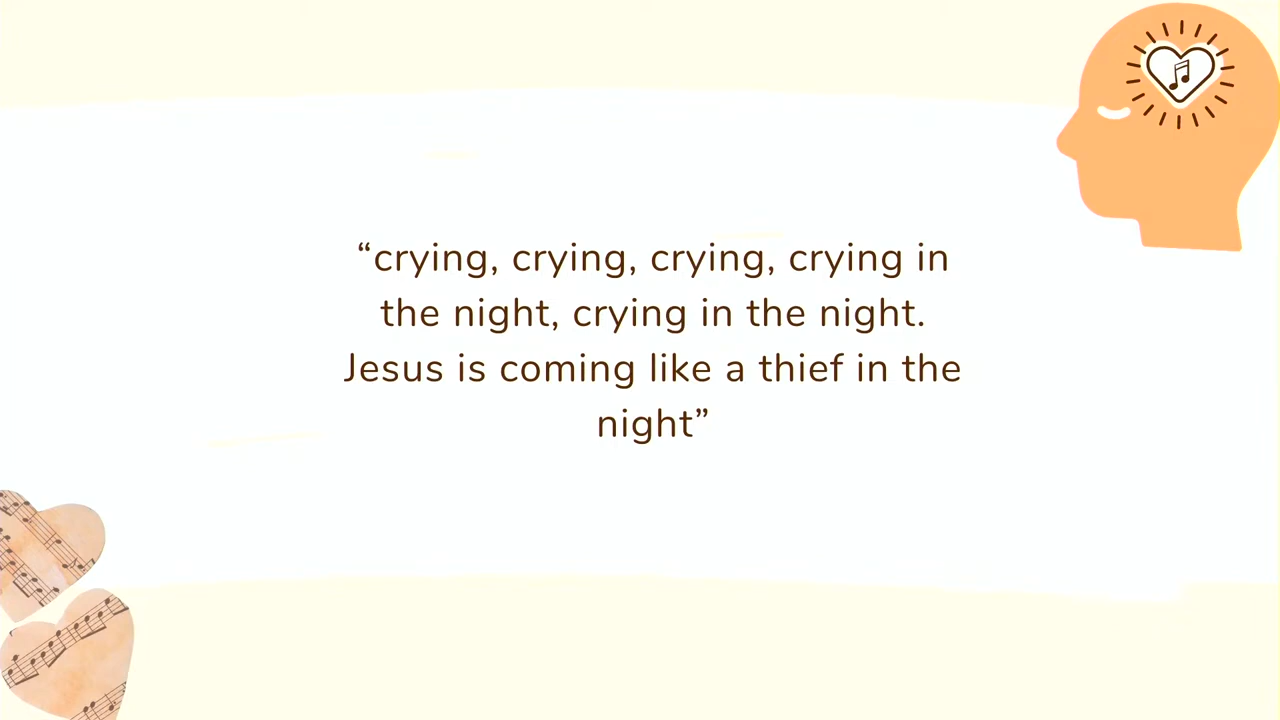 “crying, crying, crying, crying in
the night, crying in the night.
Jesus is coming like a thief in the
night”